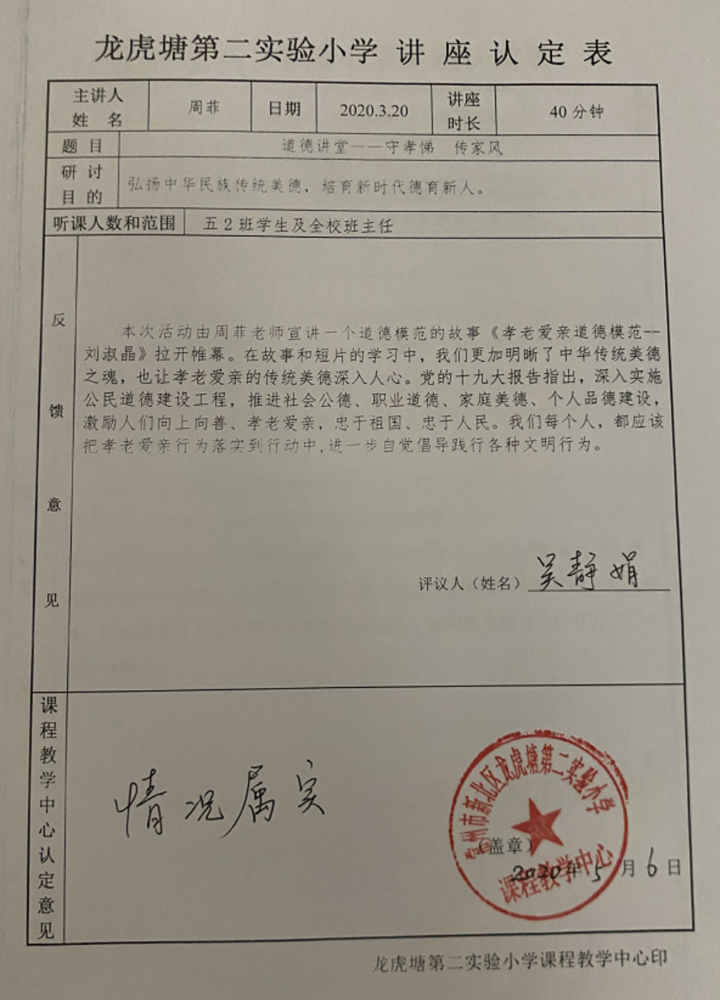 龙虎塘第二实验小学 讲 座 认 定 表
主讲人
姓 名
周菲
日期
2020.3.20
讲座
时长
40 分钟
题 目
道德讲堂——守孝悌 传家风
研 讨
目 的
弘扬中华民族传统美德，培育新时代德育新人。
听课人数和范围
五 2 班学生及全校班主任
反
馈
意
见
本次活动由周菲老师宣讲一个道德模范的故事《孝老爱亲道德模范--
刘淑晶》拉开帷幕。在故事和短片的学习中，我们更加明晰了中华传统美德
之魂，也让孝老爱亲的传统美德深入人心。党的十九大报告指出，深入实施
公民道德建设工程，推进社会公德、职业道德、家庭美德、个人品德建设，
激励人们向上向善、孝老爱亲，忠于祖国、忠于人民。我们每个人，都应该
把孝老爱亲行为落实到行动中,进一步自觉倡导践行各种文明行为。
评议人（姓名）吴静娟
课
程
教
学
中
心
认
定
意
见
情况属实
常州市新北区龙虎塘第二实验小学
（盖章）
课程教学中心
2020年 5 月 6 日
龙虎塘第二实验小学课程教学中心印